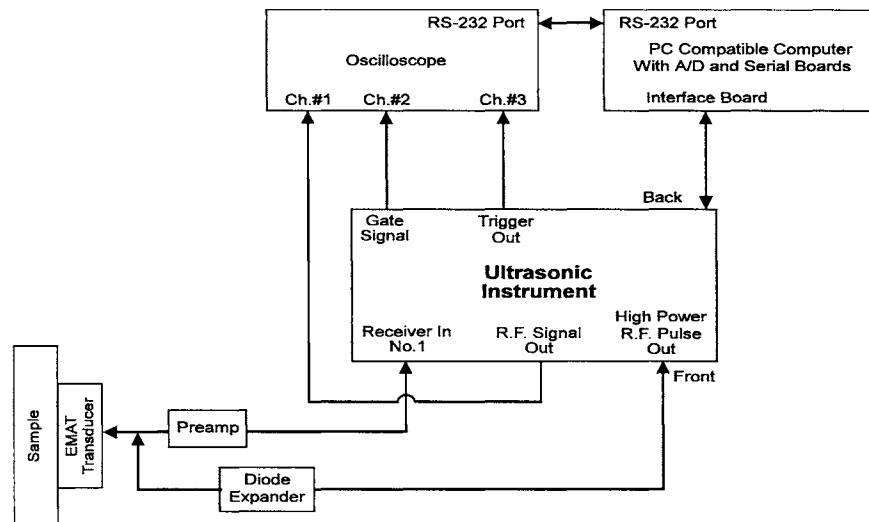 RS-232 Port
Oscilloscope
Ch.#1 Ch.#2 Ch.#3
RS-232 Port
PC Compatible Computer
With A/D and Serial Boards
Interface Board
Back
Gate
Signal
Trigger
Out
Ultrasonic
Instrument
Receiver In
No.1
R.F. Signal
Out
High Power
R.F. Pulse
Out
Front
Sample
EMAT
Transducer
Preamp
Diode
Expander